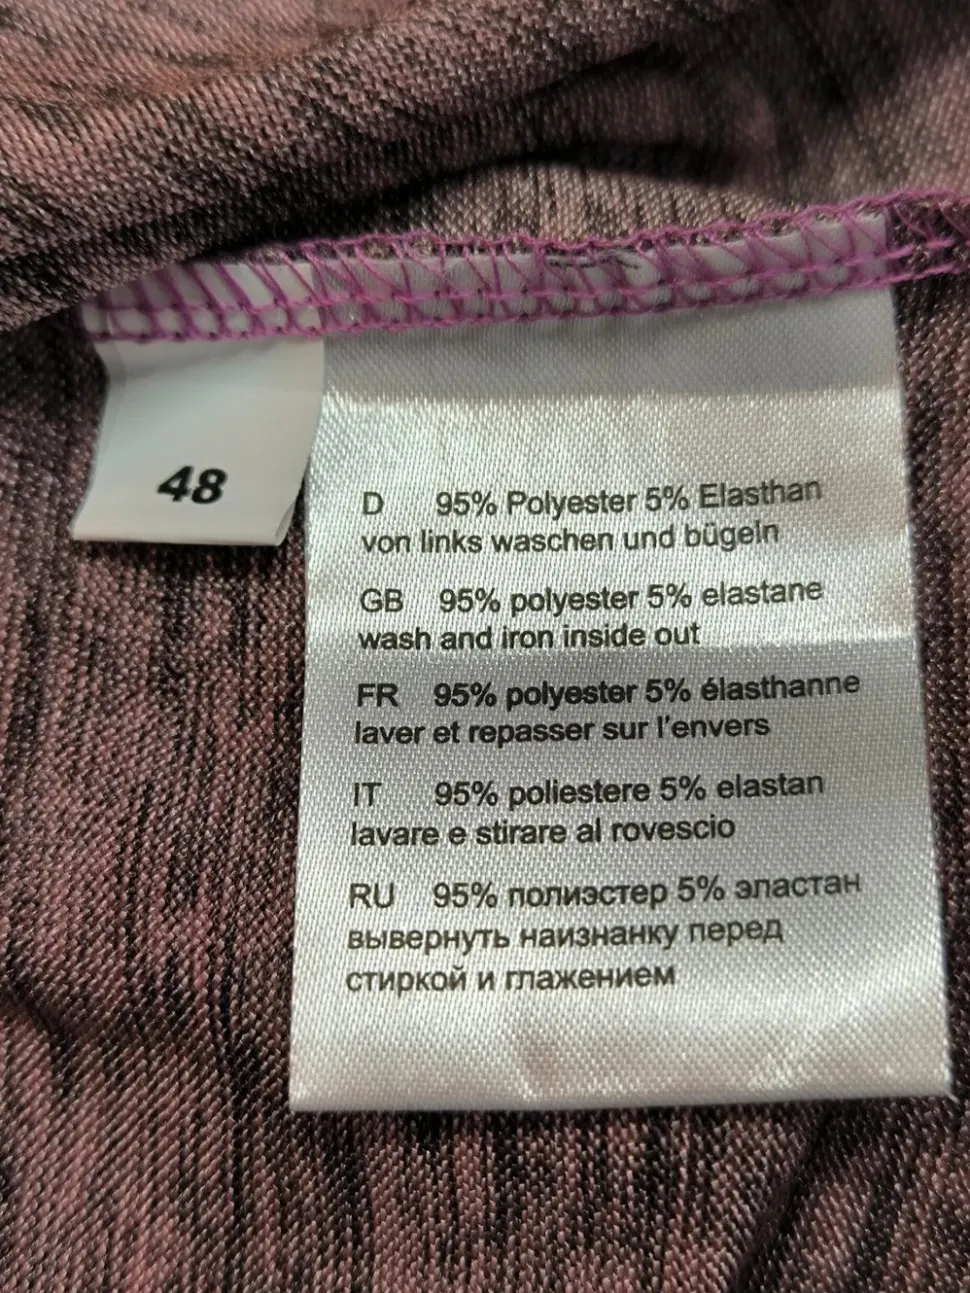 48
D 95% Polyester 5% Elasthan
von links waschen und bügeln
GB 95% polyester 5% elastane
wash and iron inside out
FR 95% polyester 5% élasthanne
laver et repasser sur l'envers
IT 95% poliestere 5% elastan
lavare e stirare al rovescio
RU 95% полиэстер 5% эластан
вывернуть наизнанку перед
стиркой и глажением